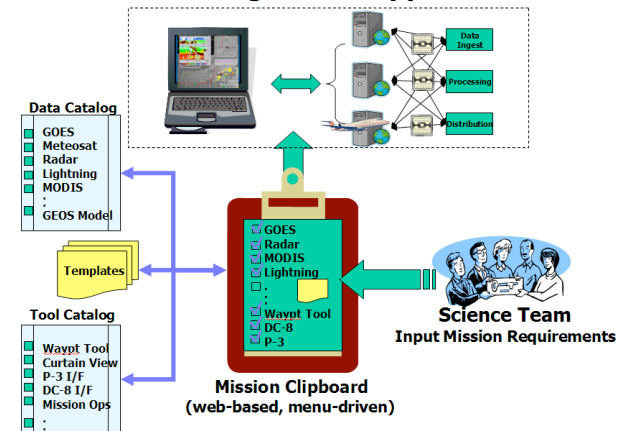 Data
Ingest
Processing
Distribution
Data Catalog
GOES
Meteosat
Radar
Lightning
MODIS
:
GEOS Model
Templates
Tool Catalog
Waypt Tool
Curtain View
P-3 I/F
DC-8 I/F
Mission Ops
:
GOES
Radar
MODIS
Lightning
.
:
Waypt Tool
DC-8
P-3
Mission Clipboard
(web-based, menu-driven)
Science Team
Input Mission Requirements